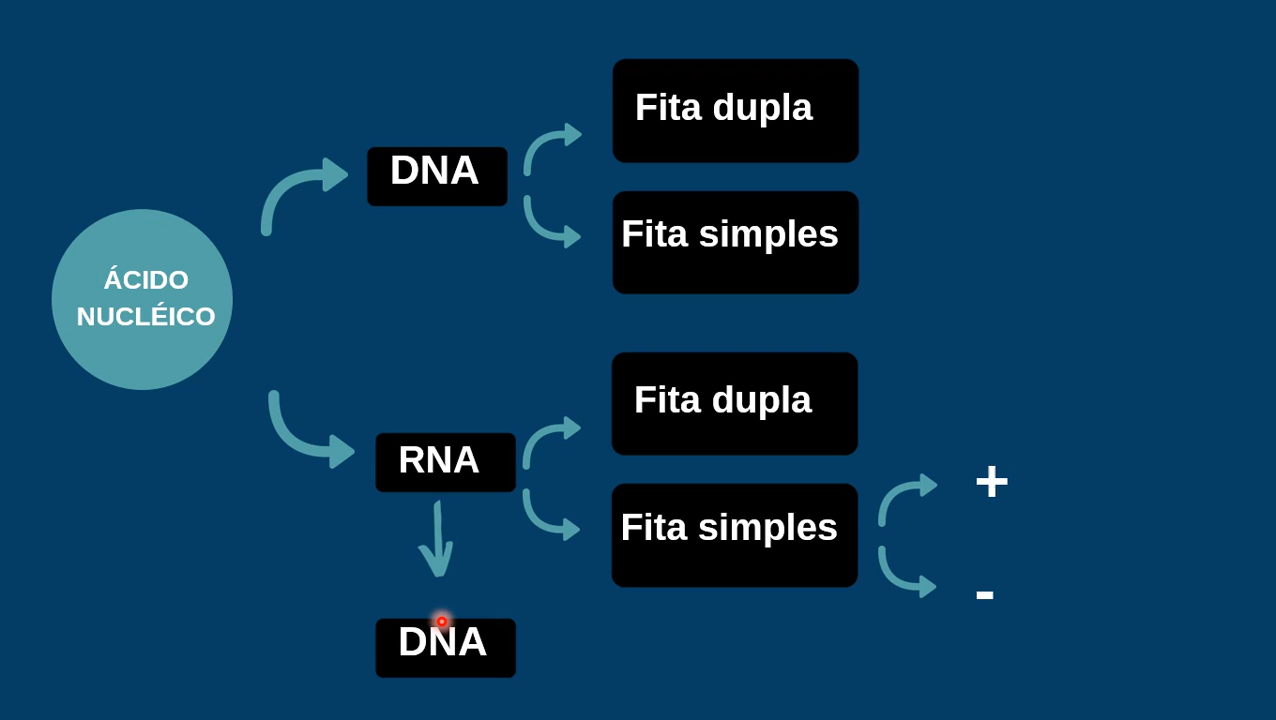 ÁCIDO
NUCLÉICO
DNA
Fita dupla
Fita simples
RNA
Fita dupla
Fita simples
+
-
DNA